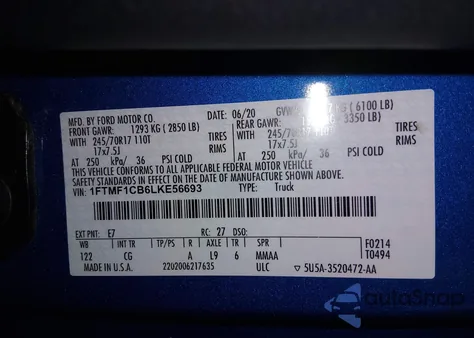 MFD. BY FORD MOTOR CO.
DATE: 06/20 GVWR: KG (6100 LB)
FRONT GAWR: 1293 KG (2850 LB) REAR GAWR: 3350 LB)
245/70R17 110T TIRES 245/70R17 110T TIRES
17x7.5J RIMS 17x7.5J
AT 250 kPa/ 36 PSI COLD AT 250 kPa/ 36 PSI COLD
THIS VEHICLE CONFORMS TO ALL APPLICABLE FEDERAL MOTOR VEHICLE
SAFETY STANDARDS IN EFFECT ON THE DATE OF MANUFACTURE SHOWN ABOVE.
VIN: 1FTMF1CB6LKE56693 TYPE: Truck
EXT PNT: E7 RC: 27 DSO:
WB INT TR TP/PS R AXLE TR SPR F0214
122 CG A L9 6 MMAA T0494
MADE IN U.S.A. 2202006217635 ULC 5U5A-3520472-AA
autoSnap